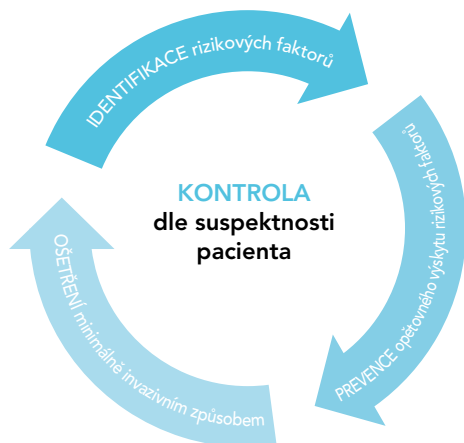 IDENTIFIKACE rizikových faktorů
PREVENCE opětovného výskytu rizikových faktorů
OŠETŘENÍ minimálně invazivním způsobem
KONTROLA
dle suspektnosti
pacienta